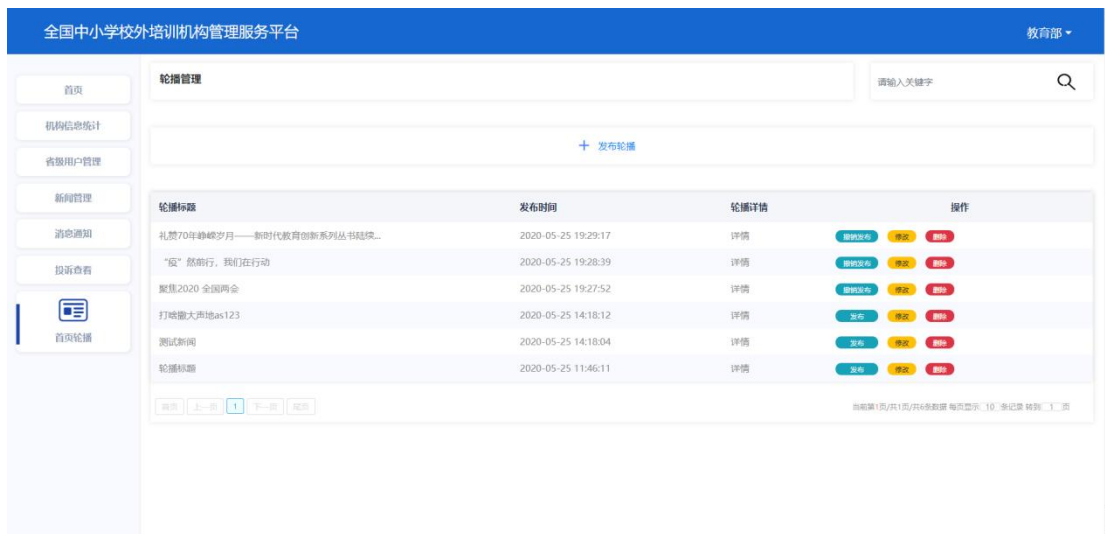 全国中小学校外培训机构管理服务平台
教育部
首页
机构信息统计
省级用户管理
新闻管理
消息通知
投诉查看
首页轮播
轮播管理
请输入关键字
+ 发布轮播
轮播标题 发布时间 轮播详情 操作
礼赞70年峥嵘岁月——新时代教育创新系列丛书陆续... 2020-05-25 19:29:17 详情 撤销发布 修改 删除
“疫”然前行，我们在行动 2020-05-25 19:28:39 详情 撤销发布 修改 删除
聚焦2020 全国两会 2020-05-25 19:27:52 详情 撤销发布 修改 删除
打啥撒大声地as123 2020-05-25 14:18:12 详情 发布 修改 删除
测试新闻 2020-05-25 14:18:04 详情 发布 修改 删除
轮播标题 2020-05-25 11:46:11 详情 发布 修改 删除
首页 上一页 1 下一页 尾页
当前第1页/共1页/共6条数据 每页显示 10 条记录 转到 1 页